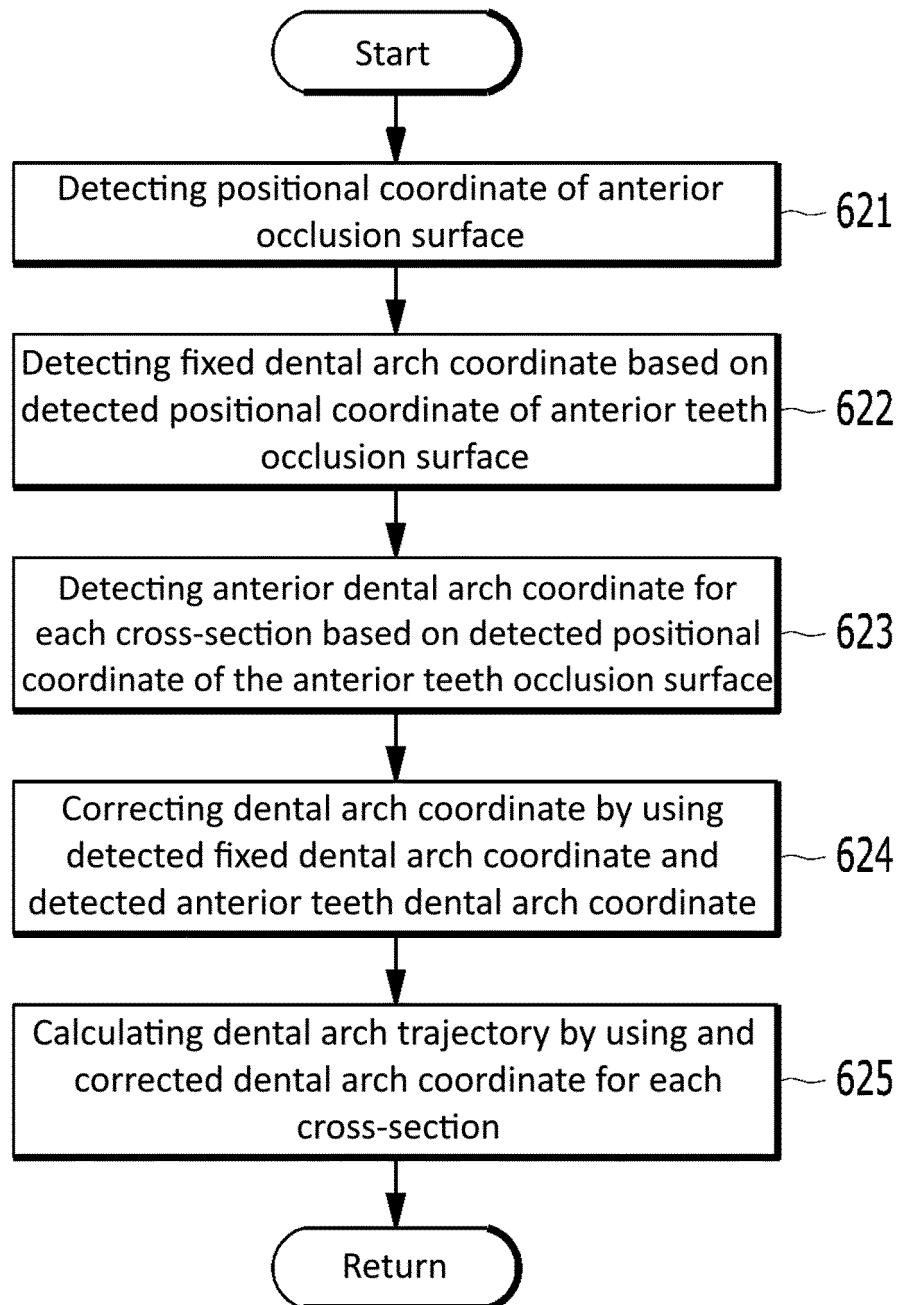 Start
Detecting positional coordinate of anterior
occlusion surface
621
Detecting fixed dental arch coordinate based on
detected positional coordinate of anterior teeth
occlusion surface
622
Detecting anterior dental arch coordinate for
each cross-section based on detected positional
coordinate of the anterior teeth occlusion surface
623
Correcting dental arch coordinate by using
detected fixed dental arch coordinate and
detected anterior teeth dental arch coordinate
624
Calculating dental arch trajectory by using and
corrected dental arch coordinate for each
cross-section
625
Return